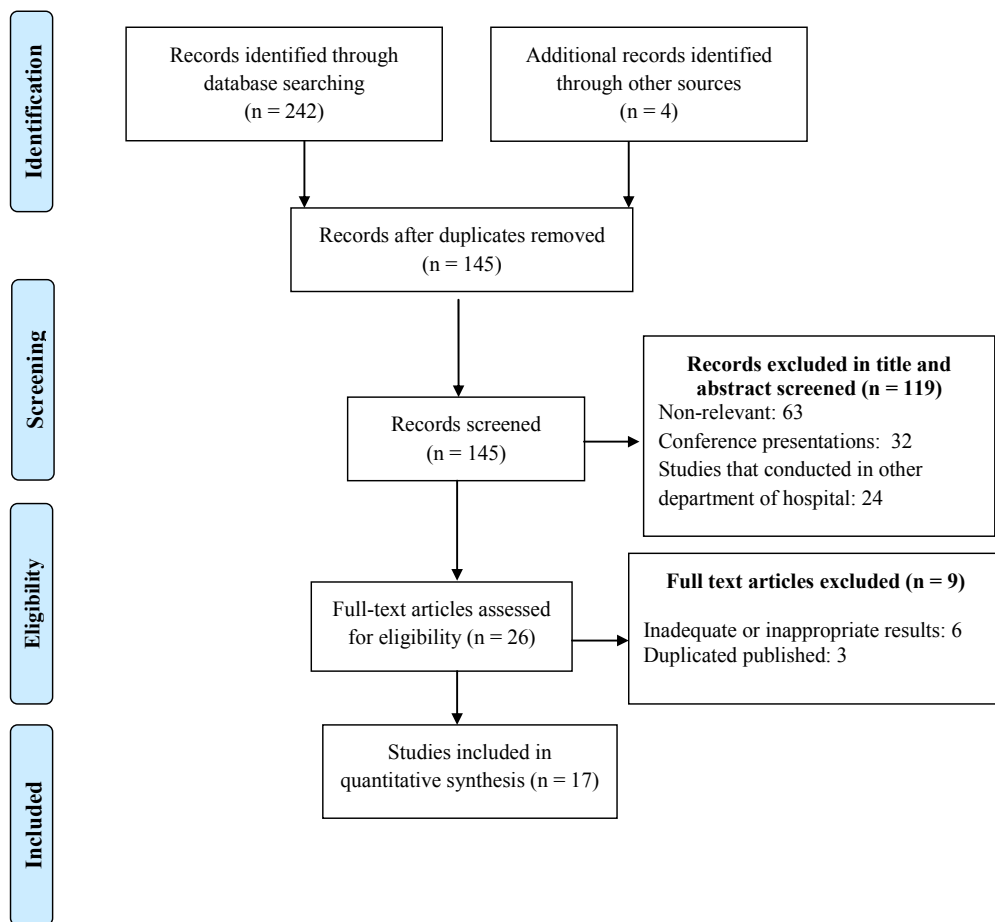 Identification
Records identified through
database searching
(n = 242)
Additional records identified
through other sources
(n = 4)
Records after duplicates removed
(n = 145)
Screening
Records screened
(n = 145)
Records excluded in title and
abstract screened (n = 119)
Non-relevant: 63
Conference presentations: 32
Studies that conducted in other
department of hospital: 24
Eligibility
Full-text articles assessed
for eligibility (n = 26)
Full text articles excluded (n = 9)
Inadequate or inappropriate results: 6
Duplicated published: 3
Included
Studies included in
quantitative synthesis (n = 17)